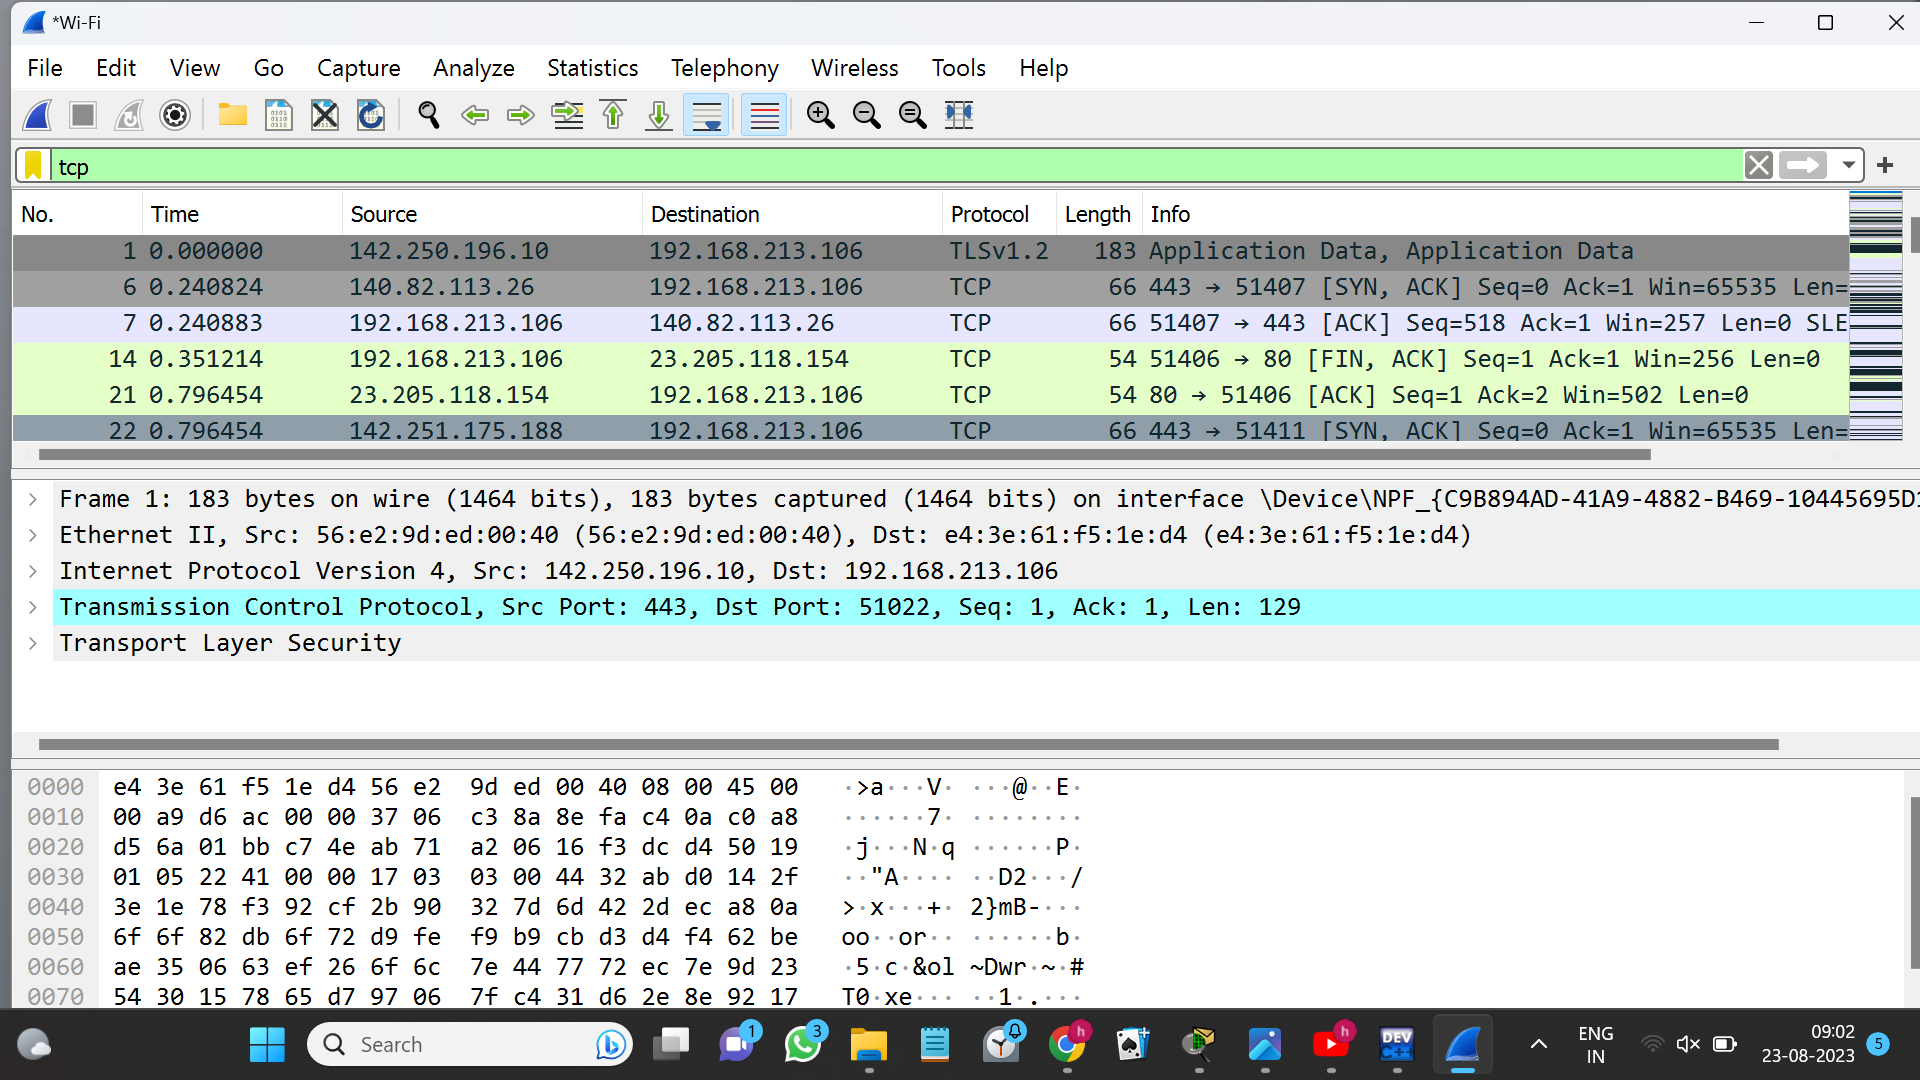 *Wi-Fi
File Edit View Go Capture Analyze Statistics Telephony Wireless Tools Help
tcp
No. Time Source Destination Protocol Length Info
1 0.000000 142.250.196.10 192.168.213.106 TLSv1.2 183 Application Data, Application Data
6 0.240824 140.82.113.26 192.168.213.106 TCP 66 443 → 51407 [SYN, ACK] Seq=0 Ack=1 Win=65535 Len=
7 0.240883 192.168.213.106 140.82.113.26 TCP 66 51407 → 443 [ACK] Seq=518 Ack=1 Win=257 Len=0 SLE
14 0.351214 192.168.213.106 23.205.118.154 TCP 54 51406 → 80 [FIN, ACK] Seq=1 Ack=1 Win=256 Len=0
21 0.796454 23.205.118.154 192.168.213.106 TCP 54 80 → 51406 [ACK] Seq=1 Ack=2 Win=502 Len=0
22 0.796454 142.251.175.188 192.168.213.106 TCP 66 443 → 51411 [SYN, ACK] Seq=0 Ack=1 Win=65535 Len=
Frame 1: 183 bytes on wire (1464 bits), 183 bytes captured (1464 bits) on interface \Device\NPF_{C9B894AD-41A9-4882-B469-10445695D1
Ethernet II, Src: 56:e2:9d:ed:00:40 (56:e2:9d:ed:00:40), Dst: e4:3e:61:f5:1e:d4 (e4:3e:61:f5:1e:d4)
Internet Protocol Version 4, Src: 142.250.196.10, Dst: 192.168.213.106
Transmission Control Protocol, Src Port: 443, Dst Port: 51022, Seq: 1, Ack: 1, Len: 129
Transport Layer Security
0000 e4 3e 61 f5 1e d4 56 e2 9d ed 00 40 08 00 45 00 ·>a···V· ···@··E·
0010 00 a9 d6 ac 00 00 37 06 c3 8a 8e fa c4 0a c0 a8 ······7· ········
0020 d5 6a 01 bb c7 4e ab 71 a2 06 16 f3 dc d4 50 19 ·j···N·q ······P·
0030 01 05 22 41 00 00 17 03 03 00 44 32 ab d0 14 2f ··"A···· ··D2···/
0040 3e 1e 78 f3 92 cf 2b 90 32 7d 6d 42 2d ec a8 0a >·x···+· 2}mB-···
0050 6f 6f 82 db 6f 72 d9 fe f9 b9 cb d3 d4 f4 62 be oo··or·· ······b·
0060 ae 35 06 63 ef 26 6f 6c 7e 44 77 72 ec 7e 9d 23 ·5·c·&ol ~Dwr·~·#
0070 54 30 15 78 65 d7 97 06 7f c4 31 d6 2e 8e 92 17 T0·xe··· ··1·.···
Search
1
3
h
h
DEV
C++
ENG
IN
09:02
23-08-2023
5